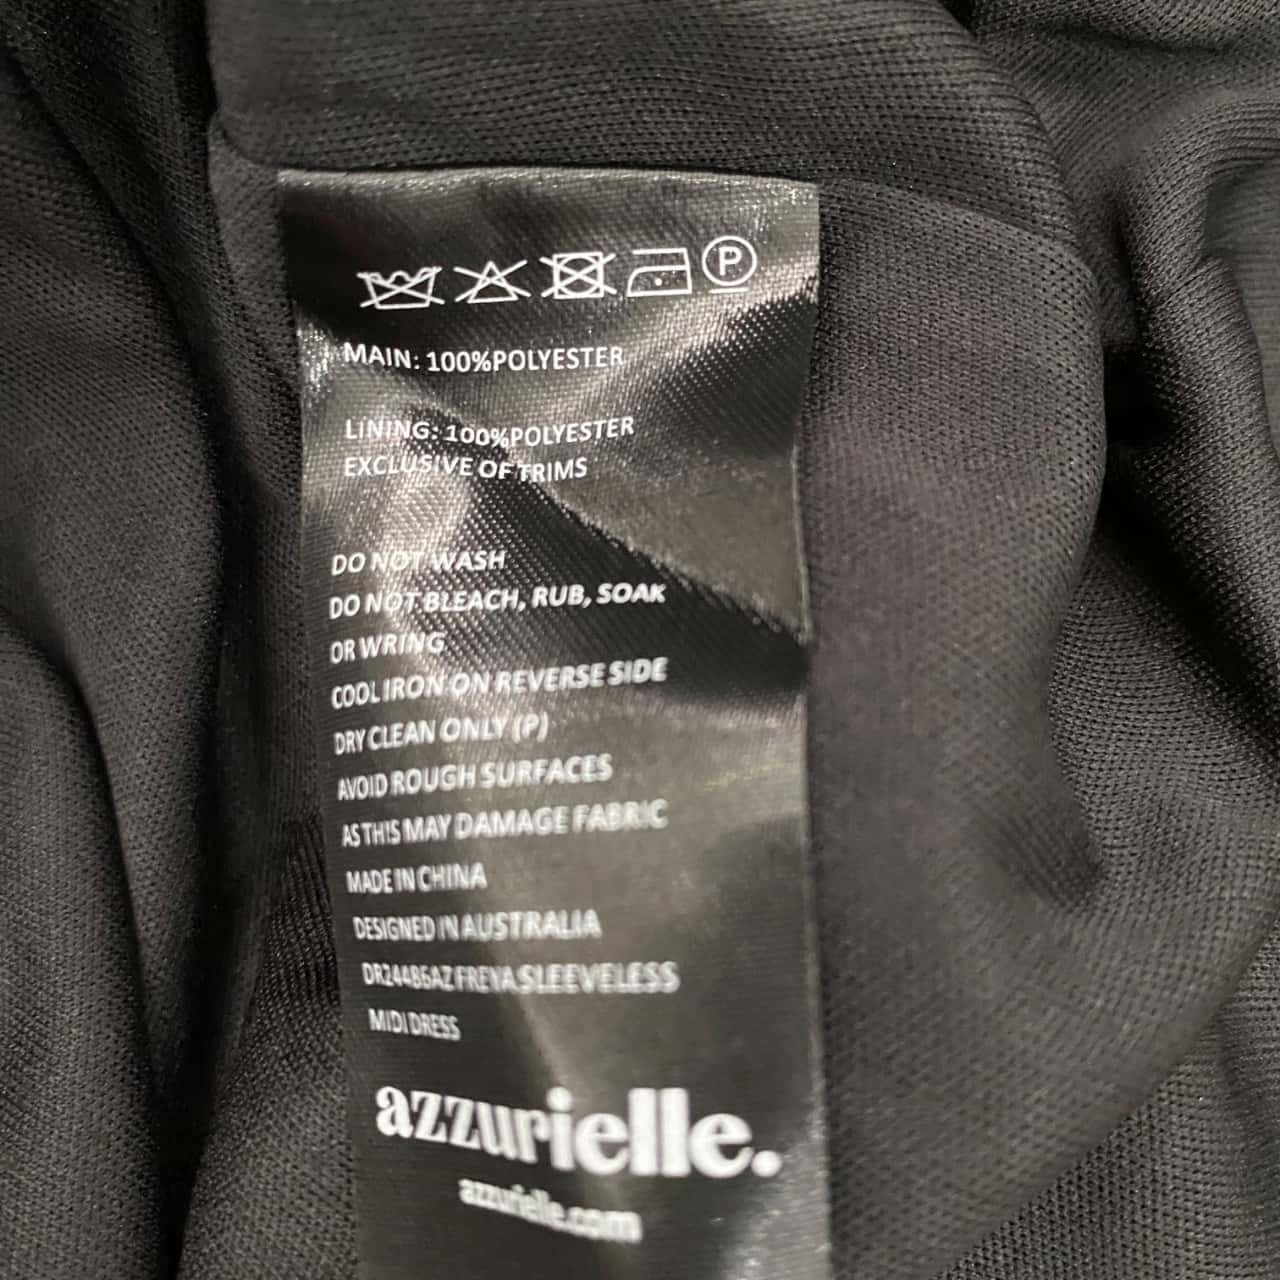 P
MAIN: 100%POLYESTER
LINING: 100%POLYESTER
EXCLUSIVE OF TRIMS
DO NOT WASH
DO NOT BLEACH, RUB, SOAK
OR WRING
COOL IRON ON REVERSE SIDE
DRY CLEAN ONLY (P)
AVOID ROUGH SURFACES
AS THIS MAY DAMAGE FABRIC
MADE IN CHINA
DESIGNED IN AUSTRALIA
DR24486AZ FREYA SLEEVELESS
MIDI DRESS
azzurielle.
azzurielle.com